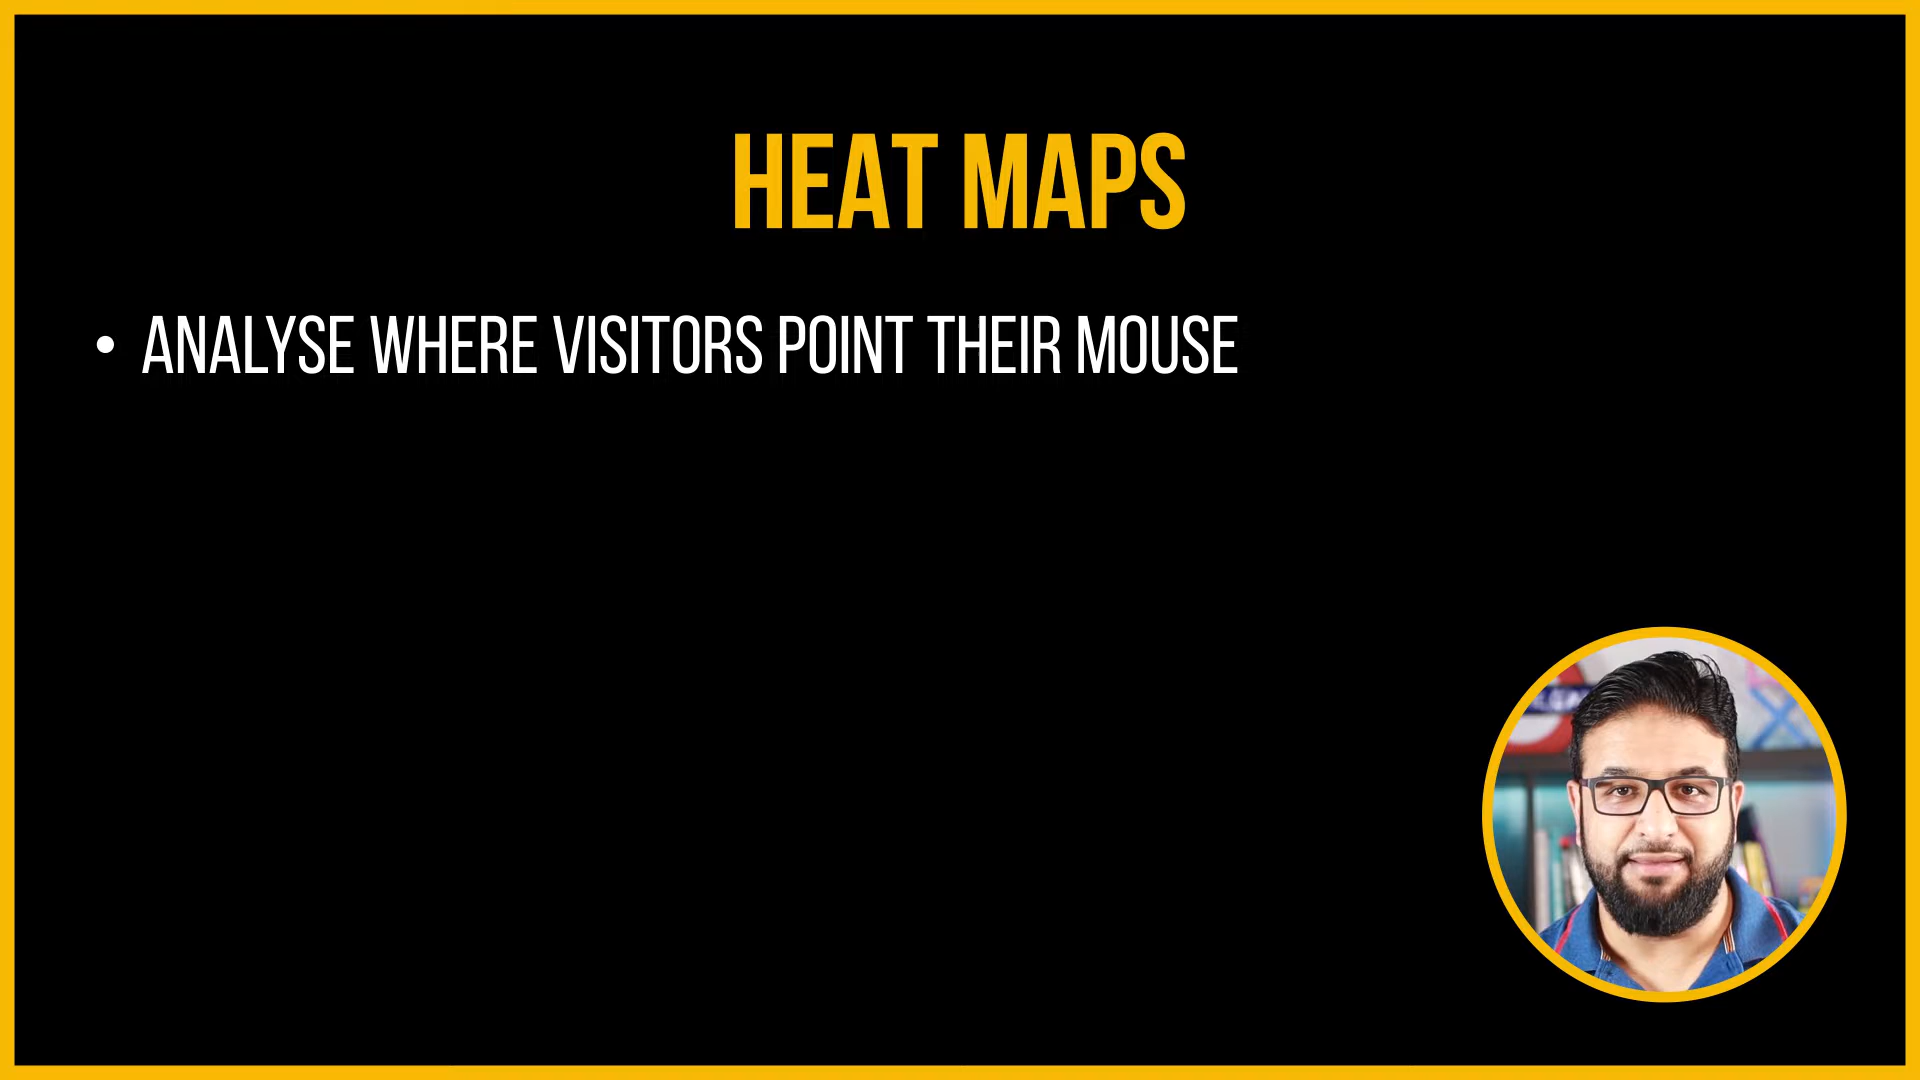 HEAT MAPS
• ANALYSE WHERE VISITORS POINT THEIR MOUSE